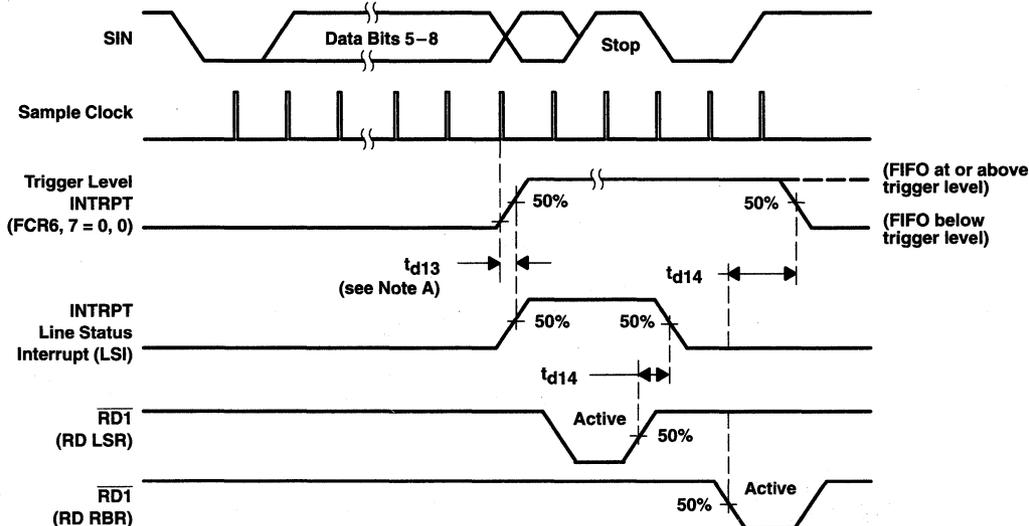 SIN
Data Bits 5–8
Stop
Sample Clock
Trigger Level
INTRPT
(FCR6, 7 = 0, 0)
50%
50%
(FIFO at or above
trigger level)
(FIFO below
trigger level)
td13
(see Note A)
td14
INTRPT
Line Status
Interrupt (LSI)
50%
50%
td14
RD1
(RD LSR)
Active
50%
RD1
(RD RBR)
50%
Active